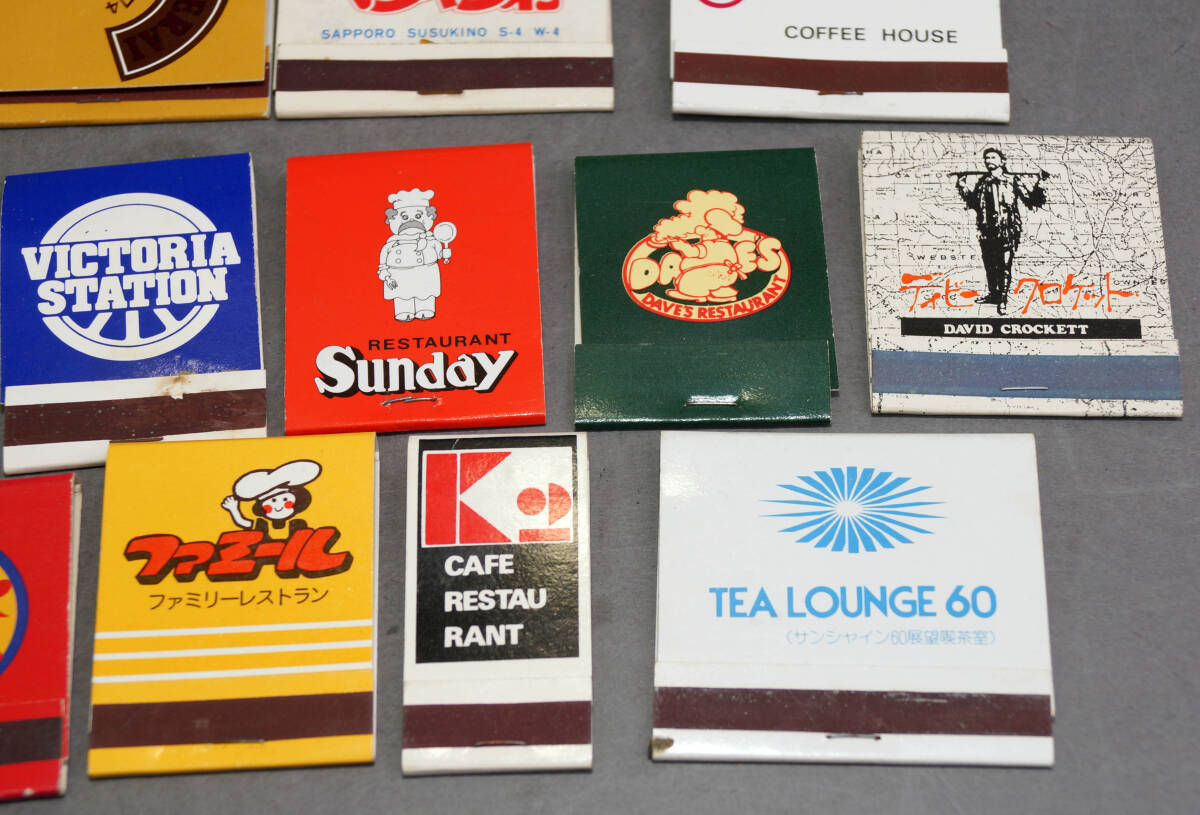 SAPPORO SUSUKINO S-4 W-4
COFFEE HOUSE
VICTORIA
STATION
RESTAURANT
Sunday
DAVE'S
DAVE'S RESTAURANT
WEBSTE
デイビー クロケット
DAVID CROCKETT
ファミール
ファミリーレストラン
K2
CAFE
RESTAU
RANT
TEA LOUNGE 60
(サンシャイン60展望喫茶室)